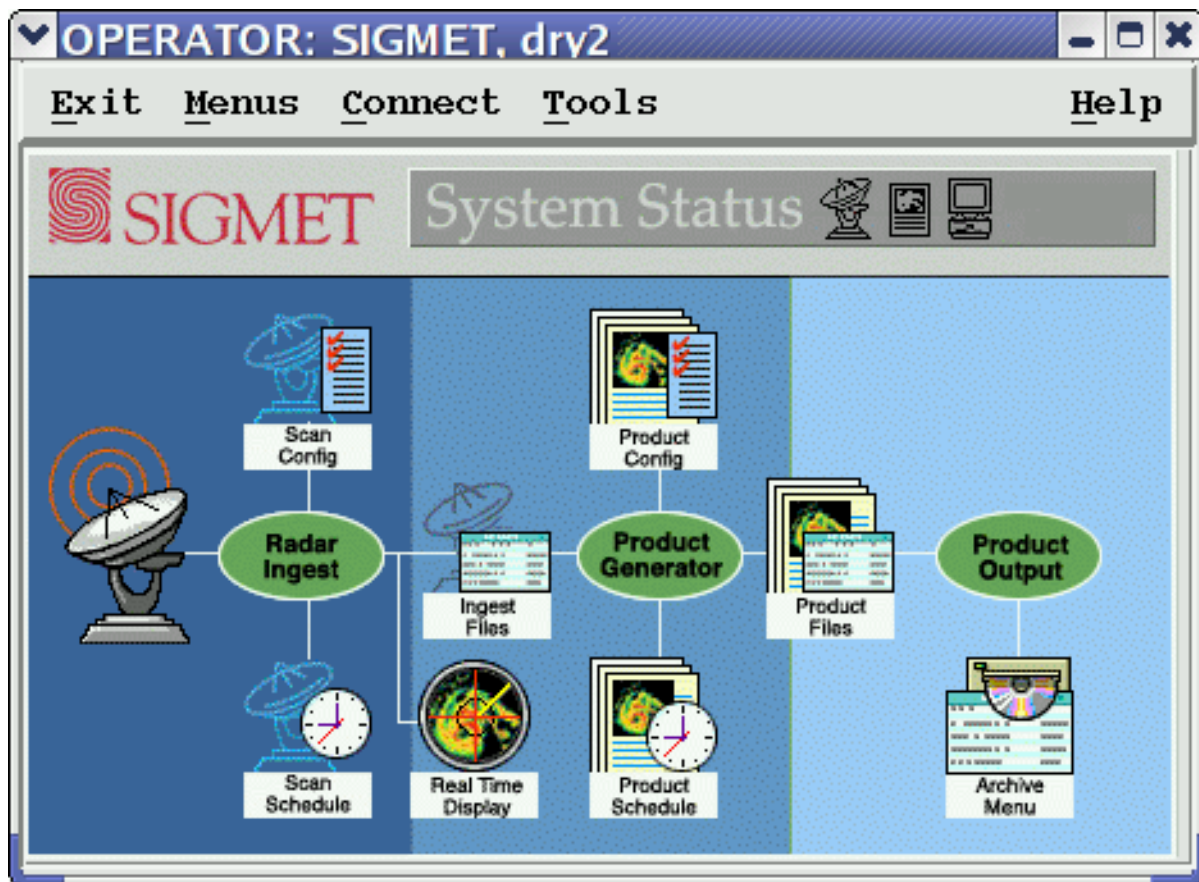 OPERATOR: SIGMET, dry2
Exit Menus Connect Tools Help
SIGMET System Status
Scan
Config
Product
Config
Radar
Ingest
Ingest
Files
Product
Generator
Product
Files
Product
Output
Scan
Schedule
Real Time
Display
Product
Schedule
Archive
Menu